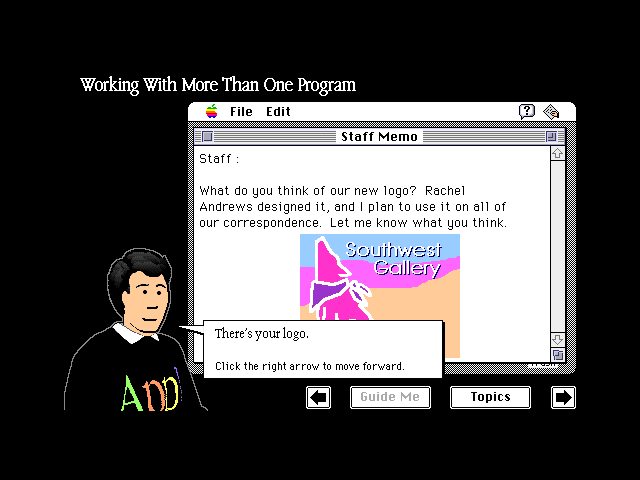 Working With More Than One Program
File Edit
Staff Memo
Staff :
What do you think of our new logo? Rachel
Andrews designed it, and I plan to use it on all of
our correspondence. Let me know what you think.
Southwest
Gallery
There's your logo.
Click the right arrow to move forward.
Guide Me
Topics